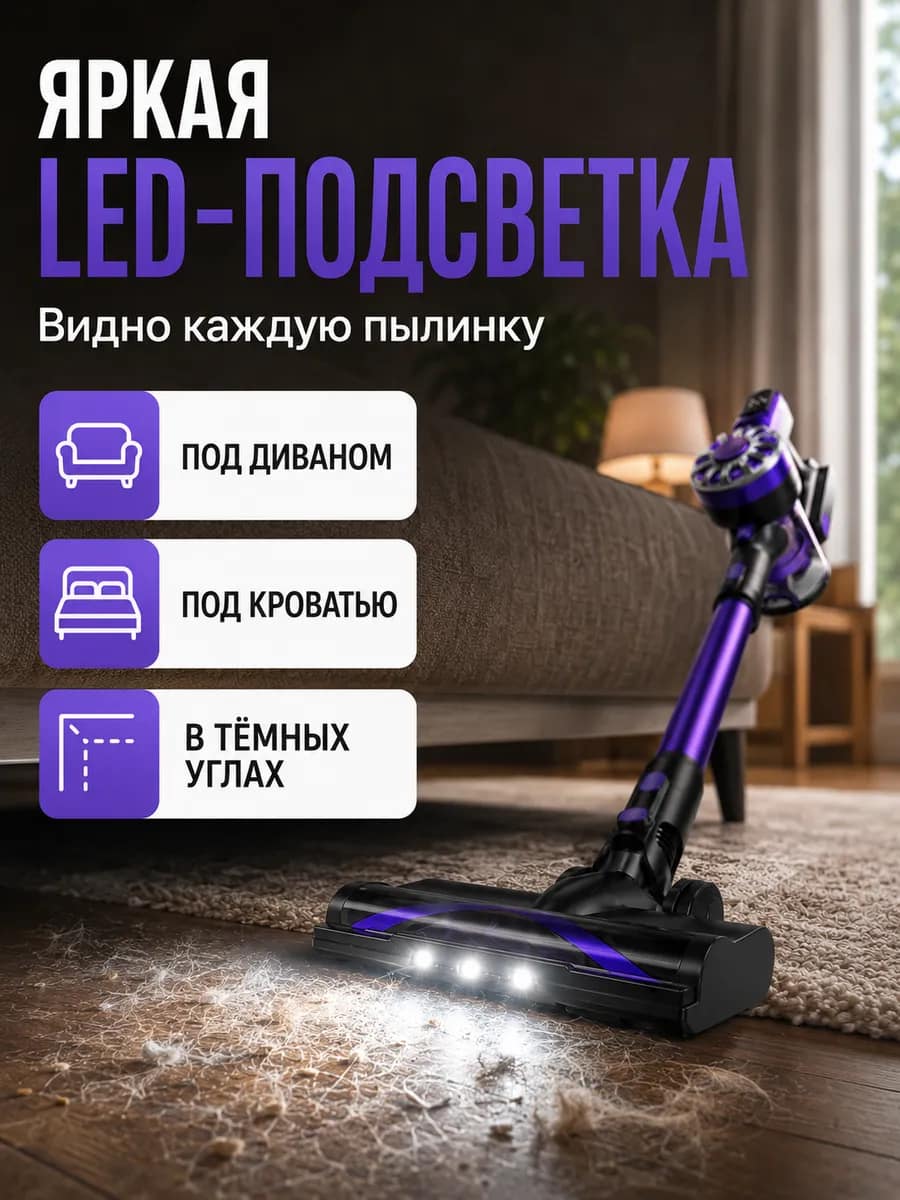 ЯРКАЯ
LED-ПОДСВЕТКА
Видно каждую пылинку
ПОД ДИВАНОМ
ПОД КРОВАТЬЮ
В ТЁМНЫХ
УГЛАХ